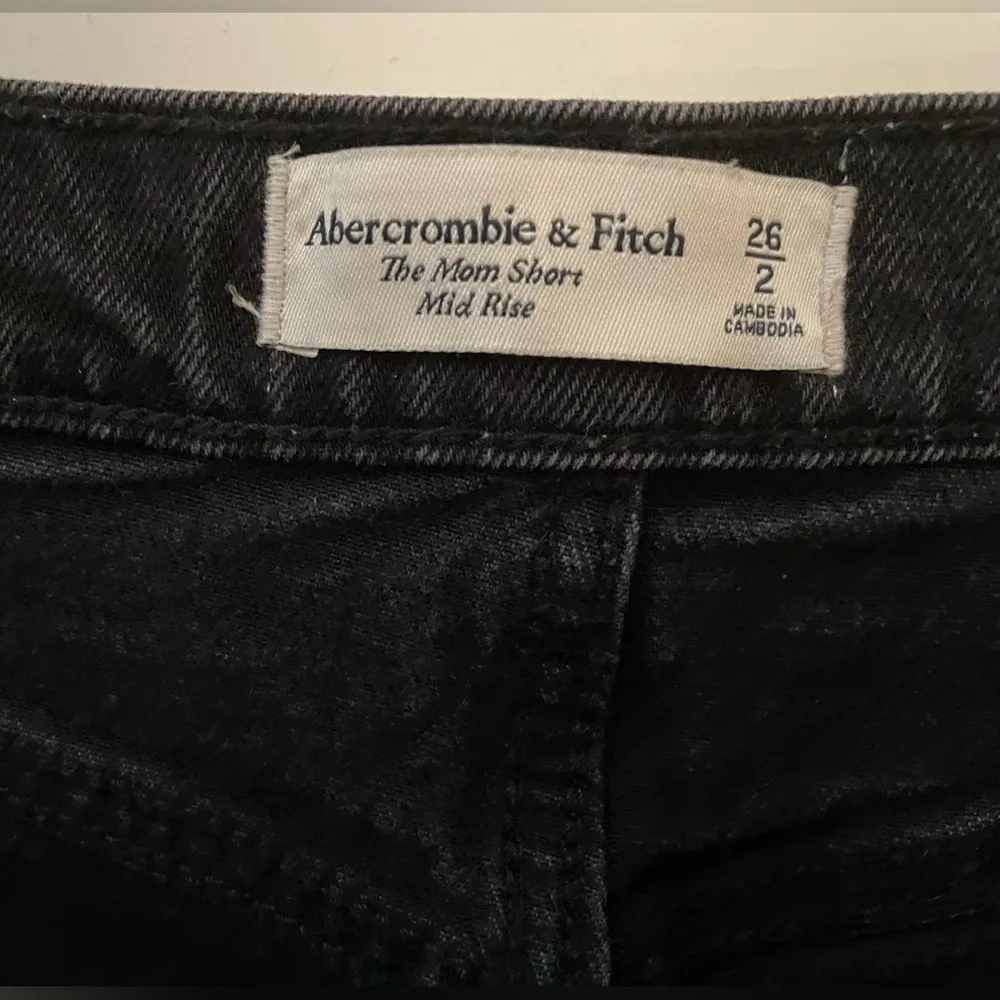 Abercrombie & Fitch
The Mom Short
Mid Rise
26
2
MADE IN
CAMBODIA